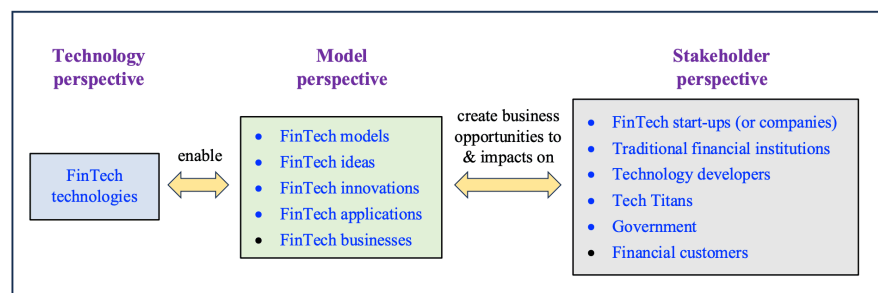 Technology
perspective
Model
perspective
Stakeholder
perspective
FinTech
technologies
enable
• FinTech models
• FinTech ideas
• FinTech innovations
• FinTech applications
• FinTech businesses
create business
opportunities to
& impacts on
• FinTech start-ups (or companies)
• Traditional financial institutions
• Technology developers
• Tech Titans
• Government
• Financial customers